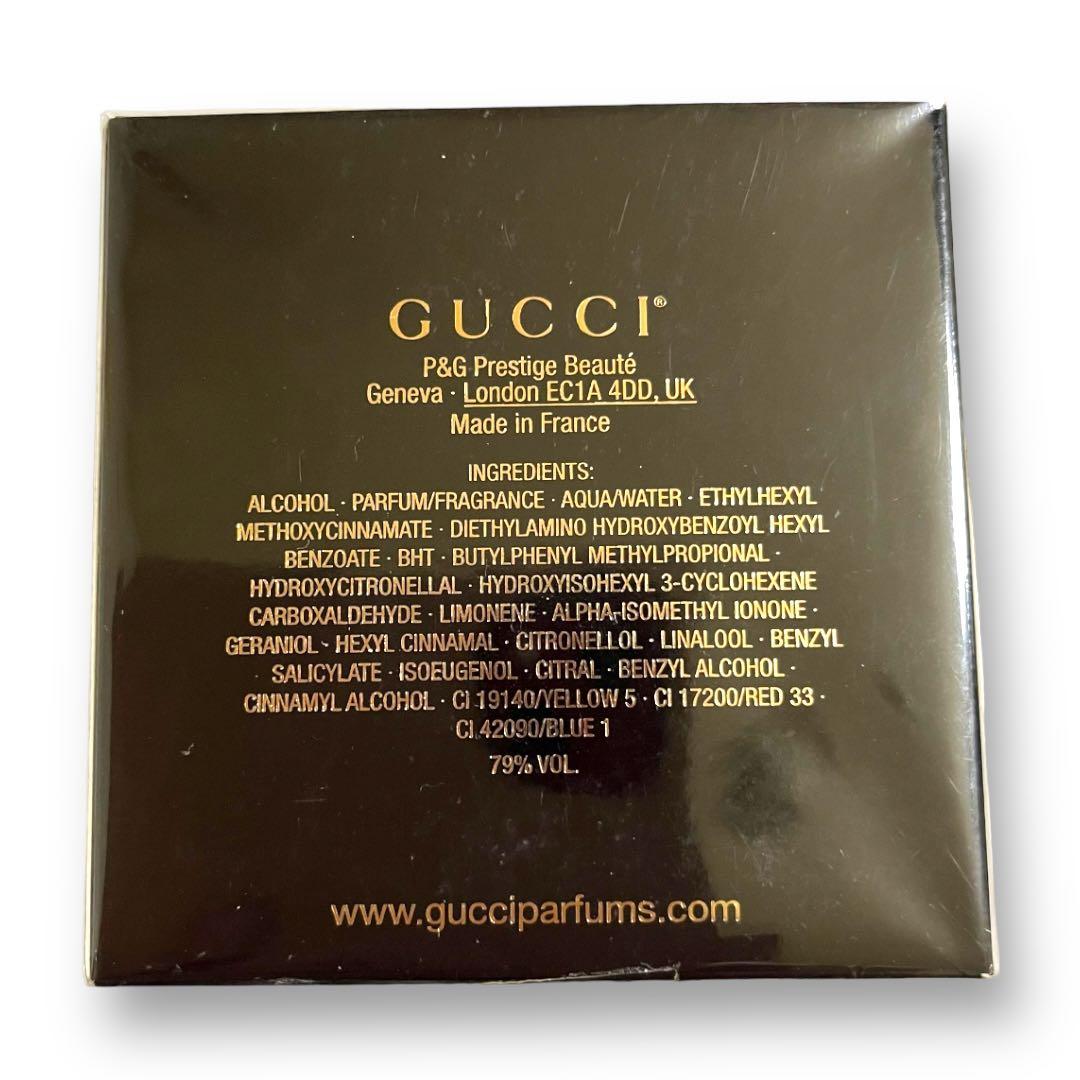 GUCCI®
P&G Prestige Beauté
Geneva · London EC1A 4DD, UK
Made in France
INGREDIENTS:
ALCOHOL · PARFUM/FRAGRANCE · AQUA/WATER · ETHYLHEXYL
METHOXYCINNAMATE · DIETHYLAMINO HYDROXYBENZOYL HEXYL
BENZOATE · BHT · BUTYLPHENYL METHYLPROPIONAL ·
HYDROXYCITRONELLAL · HYDROXYISOHEXYL 3-CYCLOHEXENE
CARBOXALDEHYDE · LIMONENE · ALPHA-ISOMETHYL IONONE ·
GERANIOL · HEXYL CINNAMAL · CITRONELLOL · LINALOOL · BENZYL
SALICYLATE · ISOEUGENOL · CITRAL · BENZYL ALCOHOL ·
CINNAMYL ALCOHOL · CI 19140/YELLOW 5 · CI 17200/RED 33 ·
CI 42090/BLUE 1
79% VOL.
www.gucciparfums.com